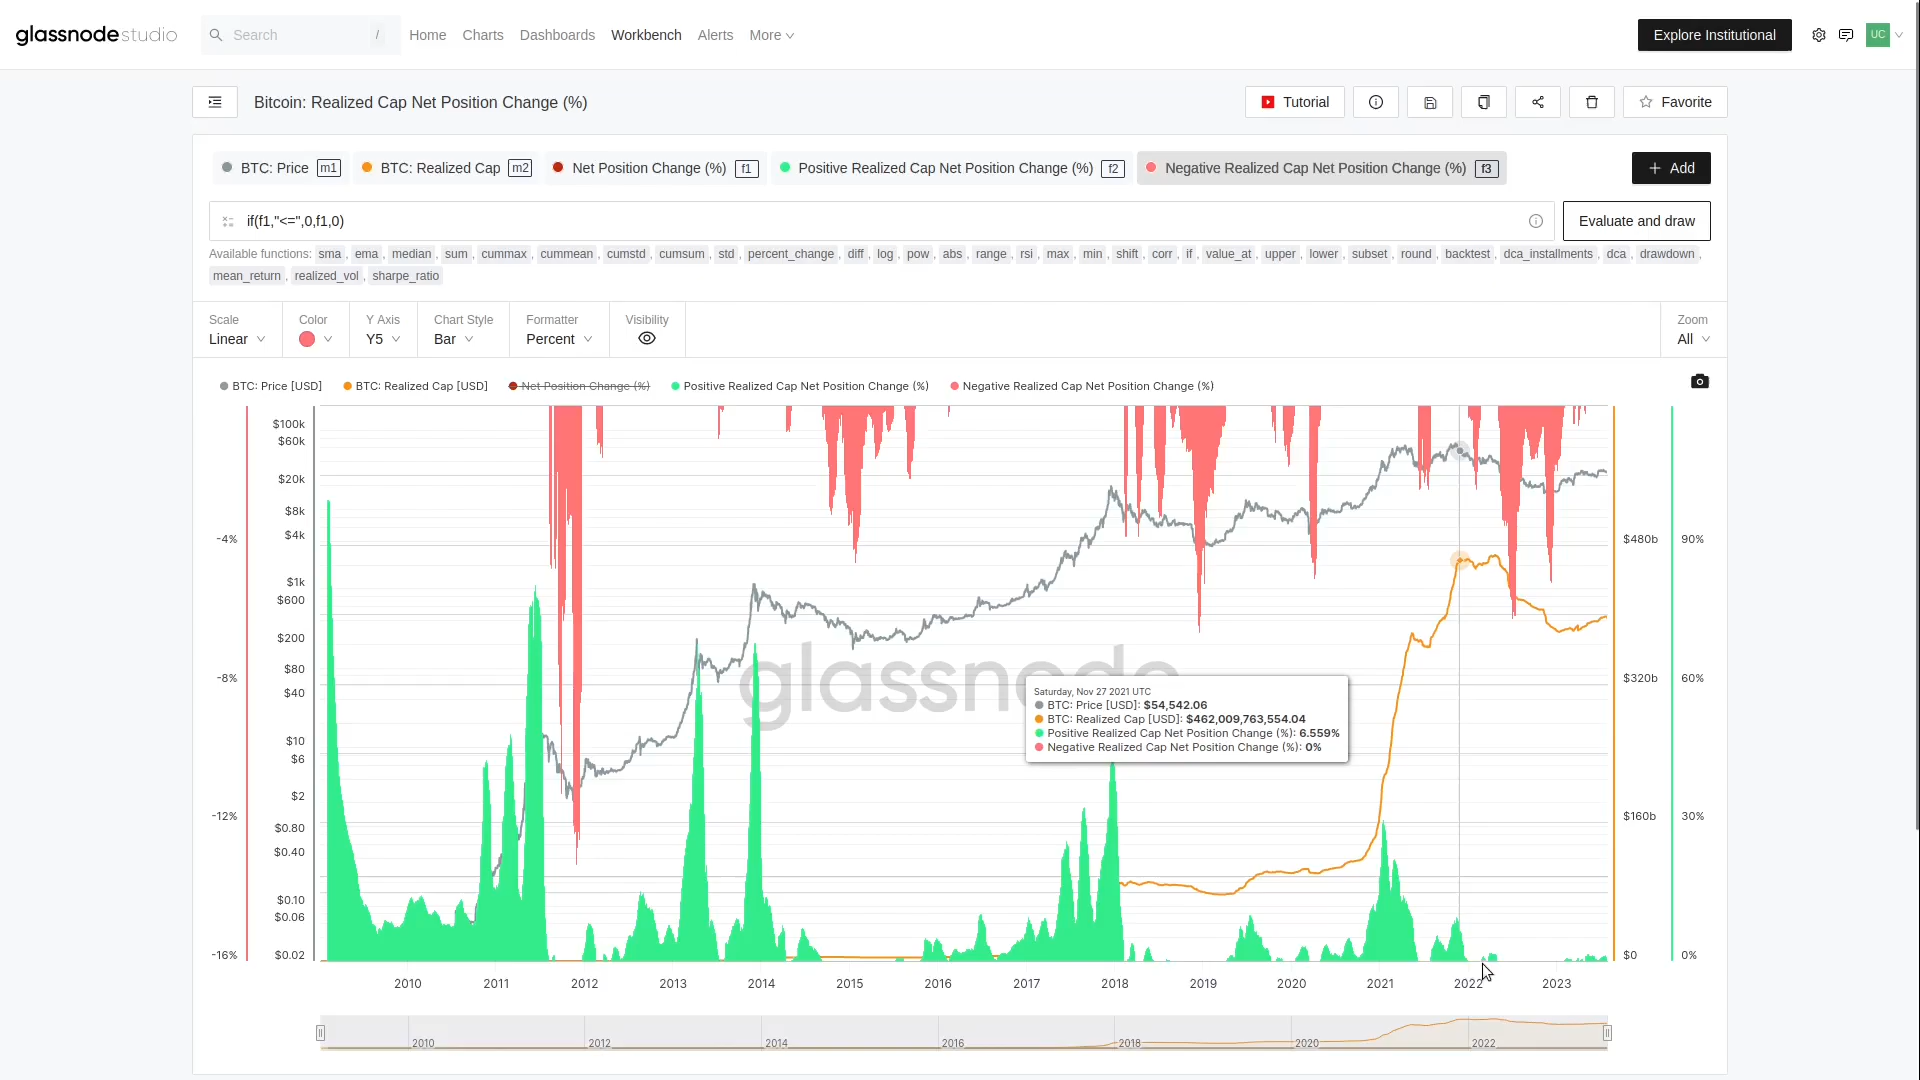 glassnodestudio
Search /
Home
Charts
Dashboards
Workbench
Alerts
More
Explore Institutional
UC
Bitcoin: Realized Cap Net Position Change (%)
Tutorial
Favorite
BTC: Price m1
BTC: Realized Cap m2
Net Position Change (%) f1
Positive Realized Cap Net Position Change (%) f2
Negative Realized Cap Net Position Change (%) f3
+ Add
if(f1,"<=",0,f1,0)
Evaluate and draw
Available functions: sma, ema, median, sum, cummax, cummean, cumstd, cumsum, std, percent_change, diff, log, pow, abs, range, rsi, max, min, shift, corr, if, value_at, upper, lower, subset, round, backtest, dca_installments, dca, drawdown,
mean_return, realized_vol, sharpe_ratio
Scale
Linear
Color
Y Axis
Y5
Chart Style
Bar
Formatter
Percent
Visibility
Zoom
All
BTC: Price [USD]
BTC: Realized Cap [USD]
Net Position Change (%)
Positive Realized Cap Net Position Change (%)
Negative Realized Cap Net Position Change (%)
-4%
-8%
-12%
-16%
$100k
$60k
$20k
$8k
$4k
$1k
$600
$200
$80
$40
$10
$6
$2
$0.80
$0.40
$0.10
$0.06
$0.02
glassnode
Saturday, Nov 27 2021 UTC
BTC: Price [USD]: $54,542.06
BTC: Realized Cap [USD]: $462,009,763,554.04
Positive Realized Cap Net Position Change (%): 6.559%
Negative Realized Cap Net Position Change (%): 0%
$480b
$320b
$160b
$0
90%
60%
30%
0%
2010 2011 2012 2013 2014 2015 2016 2017 2018 2019 2020 2021 2022 2023
2010 2012 2014 2016 2018 2020 2022